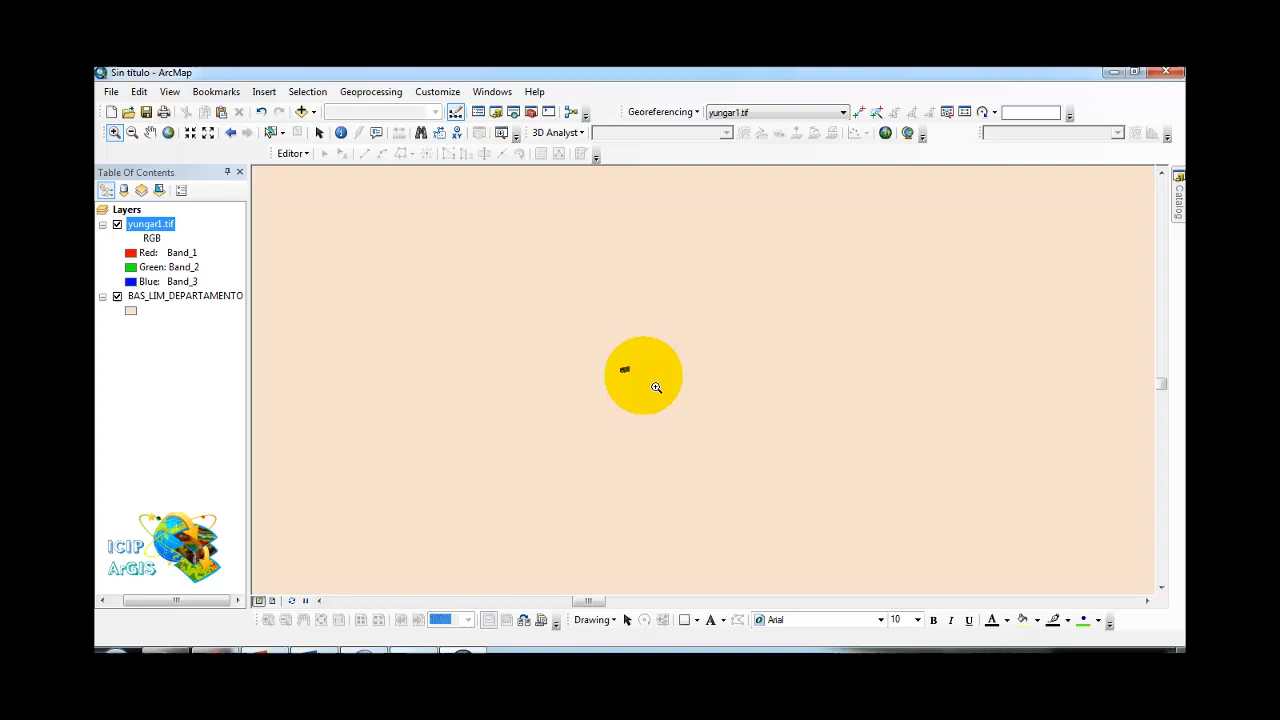 Sin título - ArcMap
File Edit View Bookmarks Insert Selection Geoprocessing Customize Windows Help
Georeferencing yungar1.tif
3D Analyst
Editor
Table Of Contents
Catalog
Layers
yungar1.tif
RGB
Red: Band_1
Green: Band_2
Blue: Band_3
BAS_LIM_DEPARTAMENTO
ICIP
ArGIS
Drawing A Arial 10 B I U A